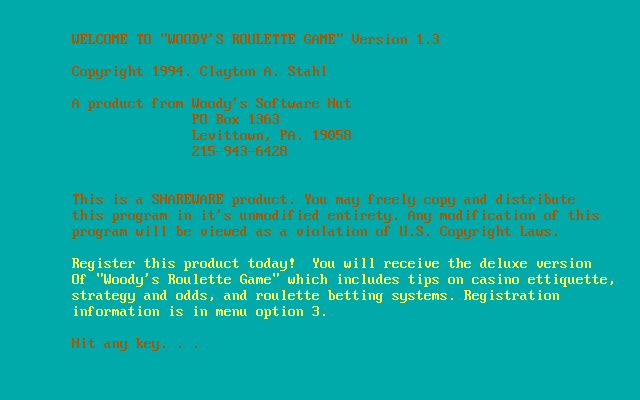 WELCOME TO "WOODY'S ROULETTE GAME" Version 1.3
Copyright 1994. Clayton A. Stahl
A product from Woody's Software Hut
PO Box 1363
Levittown, PA. 19058
215-943-6428
This is a SHAREWARE product. You may freely copy and distribute
this program in it's unmodified entirety. Any modification of this
program will be viewed as a violation of U.S. Copyright Laws.
Register this product today!  You will receive the deluxe version
Of "Woody's Roulette Game" which includes tips on casino ettiquette,
strategy and odds, and roulette betting systems. Registration
information is in menu option 3.
Hit any key. . .